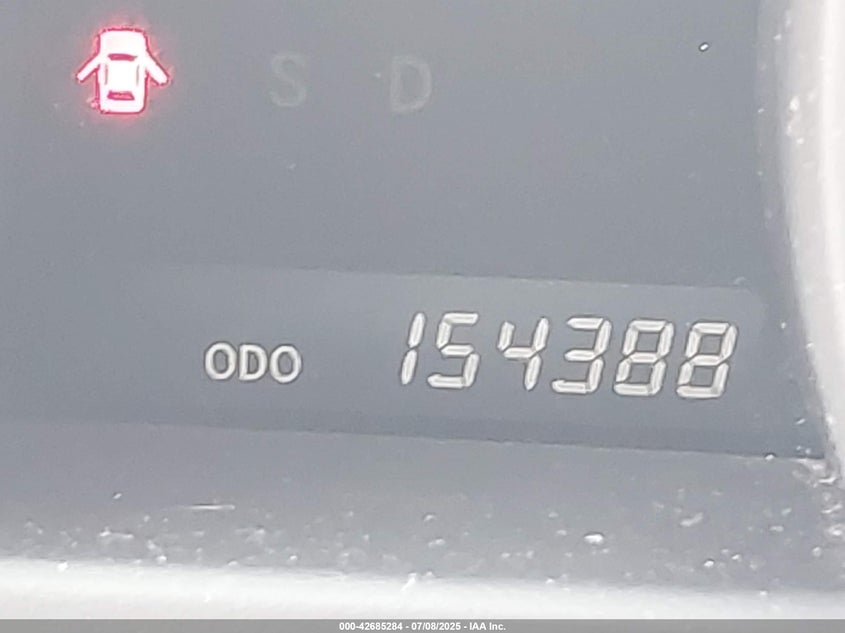 S D
ODO 154388
000-42685284 - 07/08/2025 - IAA Inc.